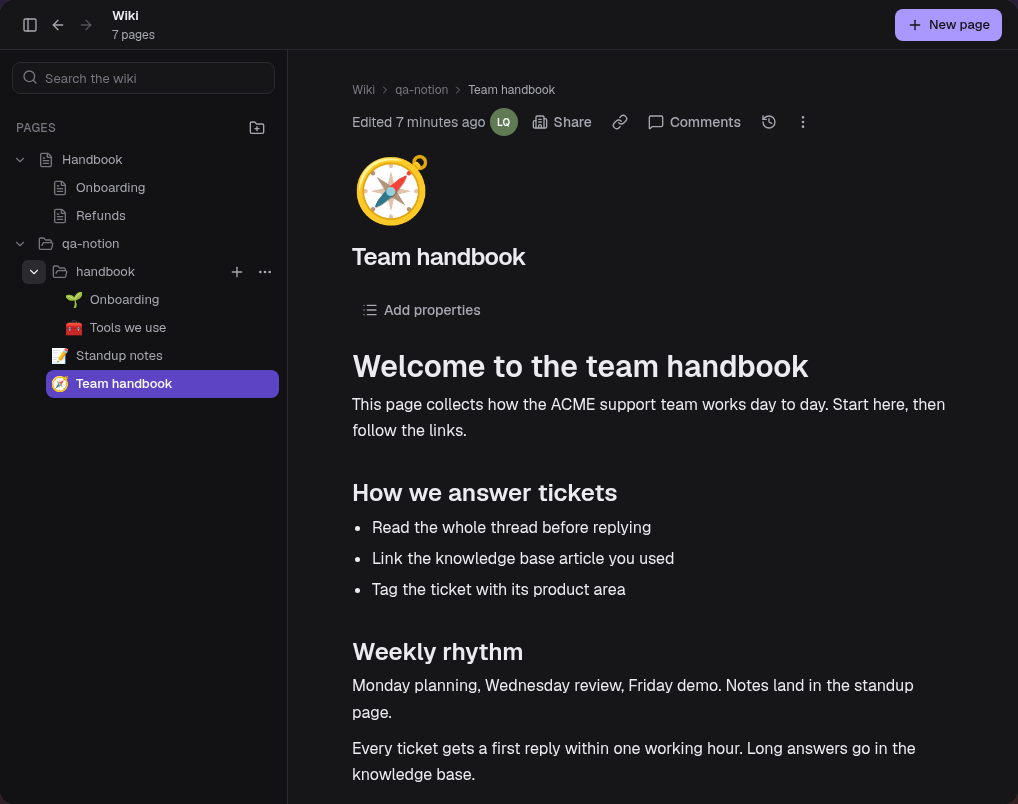 Wiki
7 pages
New page
Search the wiki
PAGES
Handbook
Onboarding
Refunds
qa-notion
handbook
Onboarding
Tools we use
Standup notes
Team handbook
Wiki > qa-notion > Team handbook
Edited 7 minutes ago LQ Share Comments
Team handbook
Add properties
Welcome to the team handbook
This page collects how the ACME support team works day to day. Start here, then
follow the links.
How we answer tickets
• Read the whole thread before replying
• Link the knowledge base article you used
• Tag the ticket with its product area
Weekly rhythm
Monday planning, Wednesday review, Friday demo. Notes land in the standup
page.
Every ticket gets a first reply within one working hour. Long answers go in the
knowledge base.